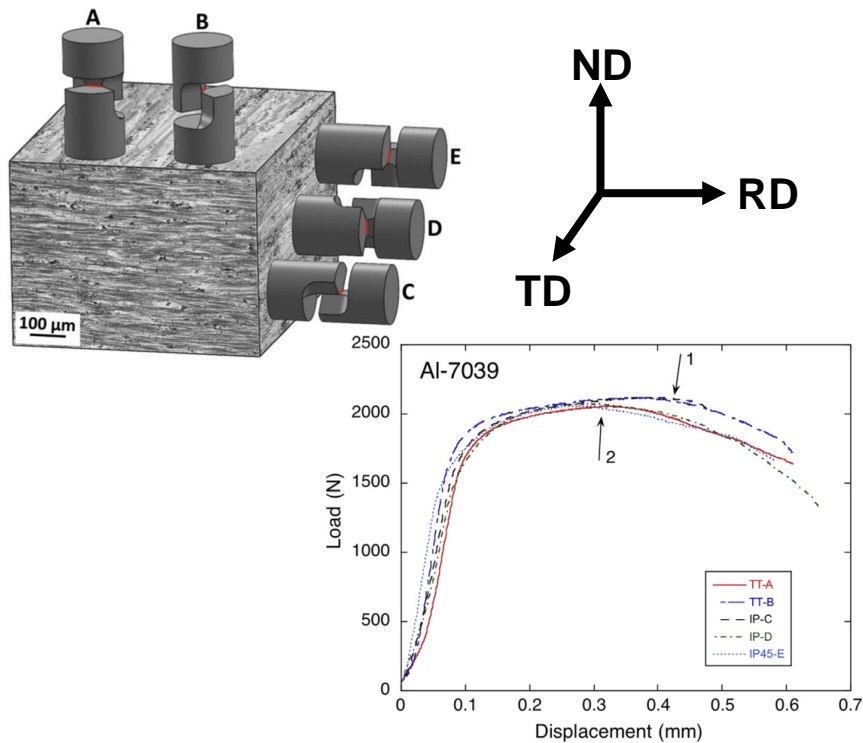 A
B
E
D
C
100 µm
ND
RD
TD
Al-7039
1
2
2500
2000
1500
1000
500
0
Load (N)
TT-A
TT-B
IP-C
IP-D
IP45-E
0 0.1 0.2 0.3 0.4 0.5 0.6 0.7
Displacement (mm)